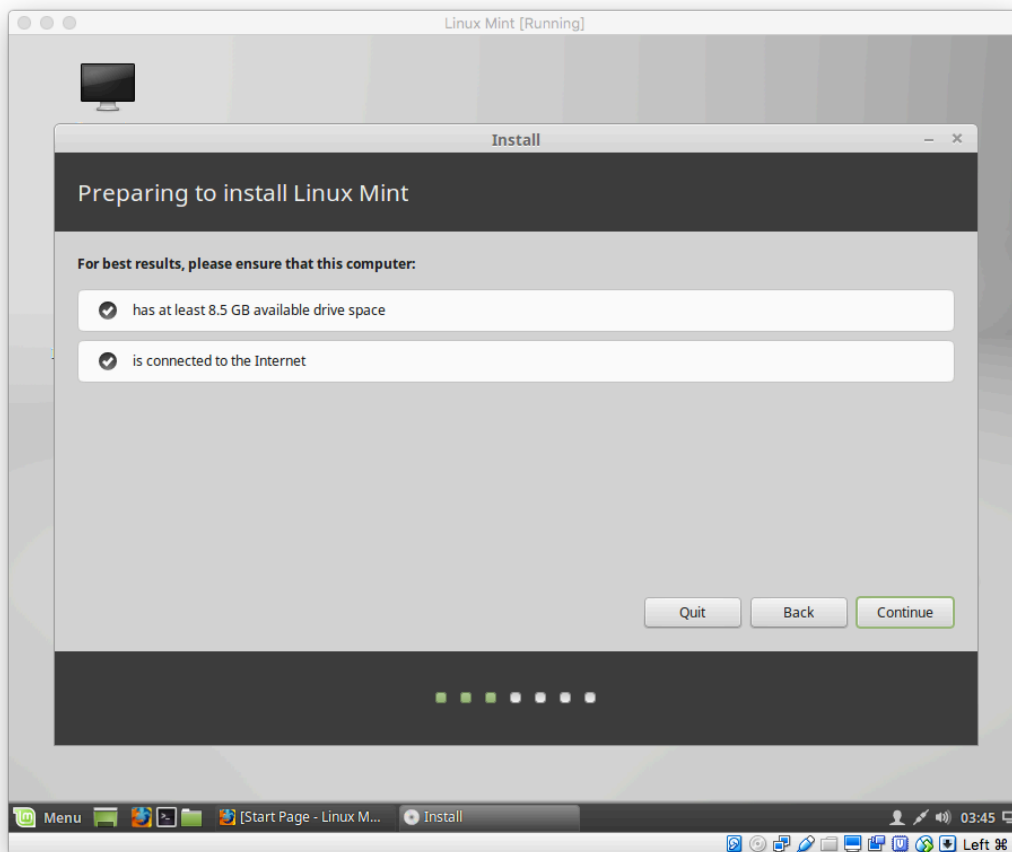 Linux Mint [Running]
Install
Preparing to install Linux Mint
For best results, please ensure that this computer:
has at least 8.5 GB available drive space
is connected to the Internet
Quit Back Continue
Menu [Start Page - Linux M... Install 03:45
Left ⌘